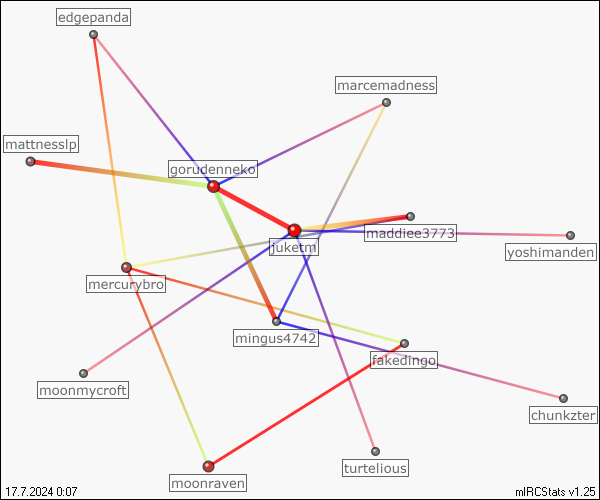 edgepanda
marcemadness
mattnesslp
gorudenneko
maddiee3773
juketm
yoshimanden
mercurybro
mingus4742
fakedingo
moonmycroft
chunkzter
turtelious
moonraven
17.7.2024 0:07
mIRCStats v1.25